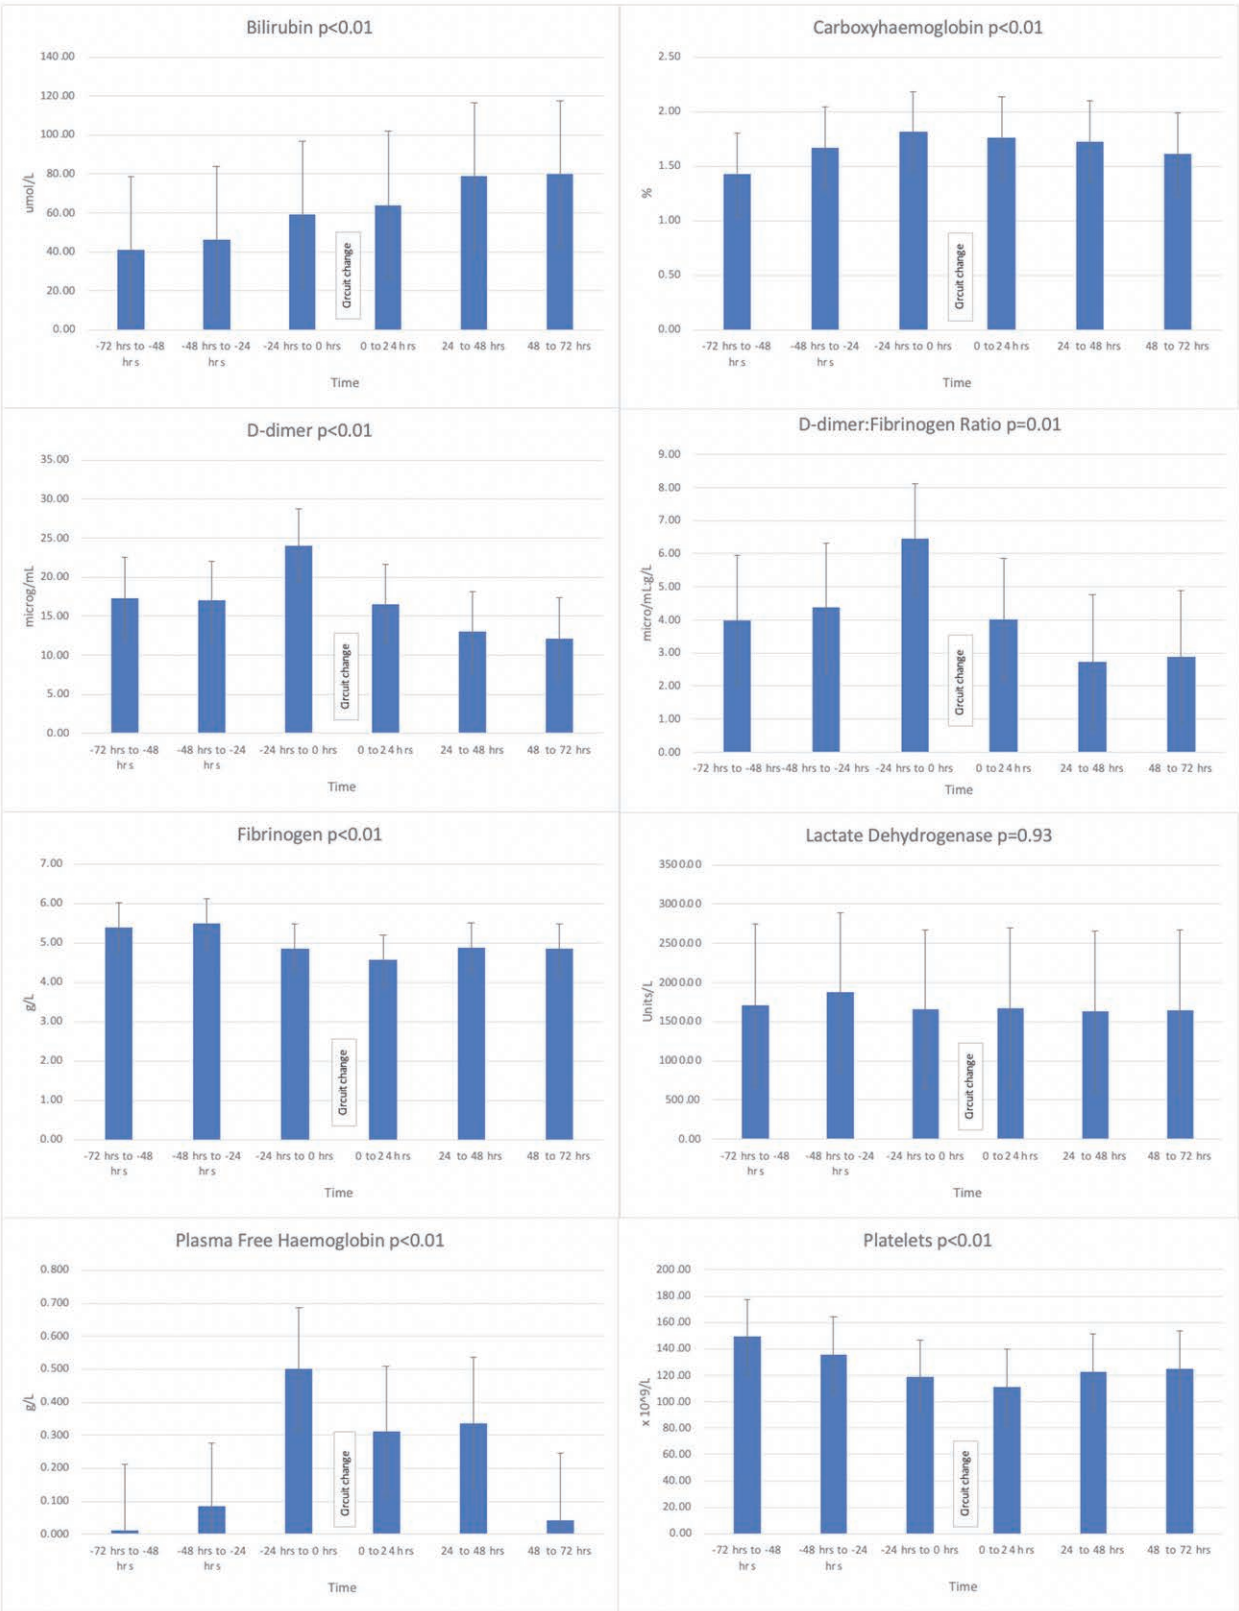 Bilirubin p<0.01
140.00
120.00
100.00
80.00
60.00
40.00
20.00
0.00
umol/L
Circuit change
-72 hrs to -48 hrs
-48 hrs to -24 hrs
-24 hrs to 0 hrs
0 to 24 hrs
24 to 48 hrs
48 to 72 hrs
Time
Carboxyhaemoglobin p<0.01
2.50
2.00
1.50
1.00
0.50
0.00
%
Circuit change
-72 hrs to -48 hrs
-48 hrs to -24 hrs
-24 hrs to 0 hrs
0 to 24 hrs
24 to 48 hrs
48 to 72 hrs
Time
D-dimer p<0.01
35.00
30.00
25.00
20.00
15.00
10.00
5.00
0.00
microg/mL
Circuit change
-72 hrs to -48 hrs
-48 hrs to -24 hrs
-24 hrs to 0 hrs
0 to 24 hrs
24 to 48 hrs
48 to 72 hrs
Time
D-dimer:Fibrinogen Ratio p=0.01
9.00
8.00
7.00
6.00
5.00
4.00
3.00
2.00
1.00
0.00
micro/mL:g/L
Circuit change
-72 hrs to -48 hrs
-48 hrs to -24 hrs
-24 hrs to 0 hrs
0 to 24 hrs
24 to 48 hrs
48 to 72 hrs
Time
Fibrinogen p<0.01
7.00
6.00
5.00
4.00
3.00
2.00
1.00
0.00
g/L
Circuit change
-72 hrs to -48 hrs
-48 hrs to -24 hrs
-24 hrs to 0 hrs
0 to 24 hrs
24 to 48 hrs
48 to 72 hrs
Time
Lactate Dehydrogenase p=0.93
3500.00
3000.00
2500.00
2000.00
1500.00
1000.00
500.00
0.00
Units/L
Circuit change
-72 hrs to -48 hrs
-48 hrs to -24 hrs
-24 hrs to 0 hrs
0 to 24 hrs
24 to 48 hrs
48 to 72 hrs
Time
Plasma Free Haemoglobin p<0.01
0.800
0.700
0.600
0.500
0.400
0.300
0.200
0.100
0.000
g/L
Circuit change
-72 hrs to -48 hrs
-48 hrs to -24 hrs
-24 hrs to 0 hrs
0 to 24 hrs
24 to 48 hrs
48 to 72 hrs
Time
Platelets p<0.01
200.00
180.00
160.00
140.00
120.00
100.00
80.00
60.00
40.00
20.00
0.00
x 10^9/L
Circuit change
-72 hrs to -48 hrs
-48 hrs to -24 hrs
-24 hrs to 0 hrs
0 to 24 hrs
24 to 48 hrs
48 to 72 hrs
Time